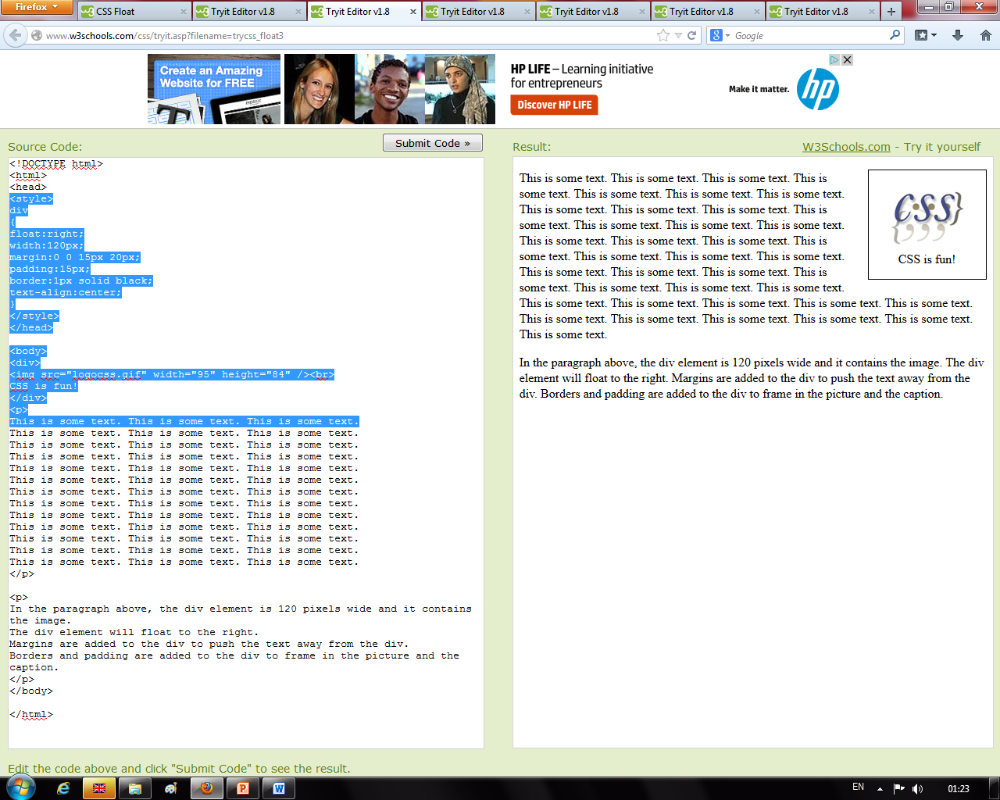 Firefox
CSS Float
Tryit Editor v1.8
Tryit Editor v1.8
Tryit Editor v1.8
Tryit Editor v1.8
Tryit Editor v1.8
Tryit Editor v1.8
www.w3schools.com/css/tryit.asp?filename=trycss_float3
Google
Create an Amazing
Website for FREE
HP LIFE – Learning initiative
for entrepreneurs
Discover HP LIFE
Make it matter.
hp
Source Code:
Submit Code »
Result:
W3Schools.com - Try it yourself
<!DOCTYPE html>
<html>
<head>
<style>
div
{
float:right;
width:120px;
margin:0 0 15px 20px;
padding:15px;
border:1px solid black;
text-align:center;
}
</style>
</head>
<body>
<div>
<img src="logocss.gif" width="95" height="84" /><br>
CSS is fun!
</div>
<p>
This is some text. This is some text. This is some text.
This is some text. This is some text. This is some text.
This is some text. This is some text. This is some text.
This is some text. This is some text. This is some text.
This is some text. This is some text. This is some text.
This is some text. This is some text. This is some text.
This is some text. This is some text. This is some text.
This is some text. This is some text. This is some text.
This is some text. This is some text. This is some text.
This is some text. This is some text. This is some text.
This is some text. This is some text. This is some text.
This is some text. This is some text. This is some text.
This is some text. This is some text. This is some text.
</p>
<p>
In the paragraph above, the div element is 120 pixels wide and it contains
the image.
The div element will float to the right.
Margins are added to the div to push the text away from the div.
Borders and padding are added to the div to frame in the picture and the
caption.
</p>
</body>
</html>
This is some text. This is some text. This is some text. This is
some text. This is some text. This is some text. This is some text.
This is some text. This is some text. This is some text. This is
some text. This is some text. This is some text. This is some text.
This is some text. This is some text. This is some text. This is
some text. This is some text. This is some text. This is some text.
This is some text. This is some text. This is some text. This is
some text. This is some text. This is some text. This is some text.
This is some text. This is some text. This is some text. This is some text. This is some text.
This is some text. This is some text. This is some text. This is some text. This is some text.
This is some text.
{CSS}
{;;;}
CSS is fun!
In the paragraph above, the div element is 120 pixels wide and it contains the image. The div
element will float to the right. Margins are added to the div to push the text away from the
div. Borders and padding are added to the div to frame in the picture and the caption.
Edit the code above and click "Submit Code" to see the result.
EN
01:23